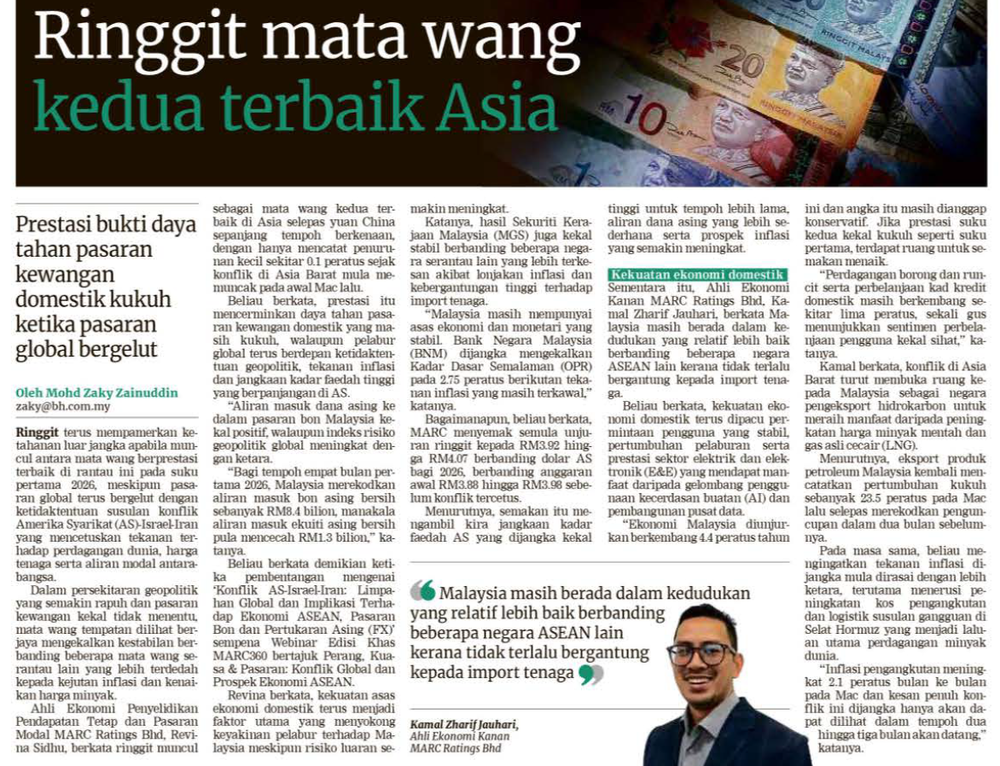 Ringgit mata wang
kedua terbaik Asia
RINGGIT MALAYS
20
RINGGIT MALAYSIA
RM
10
Prestasi bukti daya
tahan pasaran
kewangan
domestik kukuh
ketika pasaran
global bergelut
Oleh Mohd Zaky Zainuddin
zaky@bh.com.my
Ringgit terus mempamerkan ke-
tahanan luar jangka apabila mun-
cul antara mata wang berprestasi
terbaik di rantau ini pada suku
pertama 2026, meskipun pasa-
ran global terus bergelut dengan
ketidaktentuan susulan konflik
Amerika Syarikat (AS)-Israel-Iran
yang mencetuskan tekanan ter-
hadap perdagangan dunia, harga
tenaga serta aliran modal antara-
bangsa.
Dalam persekitaran geopolitik
yang semakin rapuh dan pasaran
kewangan kekal tidak menentu,
mata wang tempatan dilihat ber-
jaya mengekalkan kestabilan ber-
banding beberapa mata wang se-
rantau lain yang lebih terdedah
kepada kejutan inflasi dan kenai-
kan harga minyak.
Ahli Ekonomi Penyelidikan
Pendapatan Tetap dan Pasaran
Modal MARC Ratings Bhd, Revi-
na Sidhu, berkata ringgit muncul
sebagai mata wang kedua ter-
baik di Asia selepas yuan China
sepanjang tempoh berkenaan,
dengan hanya mencatat penuru-
nan kecil sekitar 0.1 peratus sejak
konflik di Asia Barat mula me-
muncak pada awal Mac lalu.
Beliau berkata, prestasi itu
mencerminkan daya tahan pasa-
ran kewangan domestik yang ma-
sih kukuh, walaupun pelabur
global terus berdepan ketidakten-
tuan geopolitik, tekanan inflasi
dan jangkaan kadar faedah tinggi
yang berpanjangan di AS.
"Aliran masuk dana asing ke
dalam pasaran bon Malaysia ke-
kal positif, walaupun indeks risiko
geopolitik global meningkat den-
gan ketara.
"Bagi tempoh empat bulan per-
tama 2026, Malaysia merekodkan
aliran masuk bon asing bersih
sebanyak RM8.4 bilion, manakala
aliran masuk ekuiti asing bersih
pula mencecah RM1.3 bilion," ka-
tanya.
Beliau berkata demikian keti-
ka pembentangan mengenai
'Konflik AS-Israel-Iran: Limpa-
han Global dan Implikasi Terha-
dap Ekonomi ASEAN, Pasaran
Bon dan Pertukaran Asing (FX)'
sempena Webinar Edisi Khas
MARC360 bertajuk Perang, Kua-
sa & Pasaran: Konflik Global dan
Prospek Ekonomi ASEAN.
Revina berkata, kekuatan asas
ekonomi domestik terus menjadi
faktor utama yang menyokong
keyakinan pelabur terhadap Ma-
laysia meskipun risiko luaran se-
makin meningkat.
Katanya, hasil Sekuriti Kera-
jaan Malaysia (MGS) juga kekal
stabil berbanding beberapa nega-
ra serantau lain yang lebih terke-
san akibat lonjakan inflasi dan
kebergantungan tinggi terhadap
import tenaga.
"Malaysia masih mempunyai
asas ekonomi dan monetari yang
stabil. Bank Negara Malaysia
(BNM) dijangka mengekalkan
Kadar Dasar Semalaman (OPR)
pada 2.75 peratus berikutan teka-
nan inflasi yang masih terkawal,"
katanya.
Bagaimanapun, beliau berkata,
MARC menyemak semula unju-
ran ringgit kepada RM3.92 hing-
ga RM4.07 berbanding dolar AS
bagi 2026, berbanding anggaran
awal RM3.88 hingga RM3.98 sebe-
lum konflik tercetus.
Menurutnya, semakan itu me-
ngambil kira jangkaan kadar
faedah AS yang dijangka kekal
tinggi untuk tempoh lebih lama,
aliran dana asing yang lebih se-
derhana serta prospek inflasi
yang semakin meningkat.
Kekuatan ekonomi domestik
Sementara itu, Ahli Ekonomi
Kanan MARC Ratings Bhd, Ka-
mal Zharif Jauhari, berkata Ma-
laysia masih berada dalam ke-
dudukan yang relatif lebih baik
berbanding beberapa negara
ASEAN lain kerana tidak terlalu
bergantung kepada import tena-
ga.
Beliau berkata, kekuatan eko-
nomi domestik terus dipacu per-
mintaan pengguna yang stabil,
pertumbuhan pelaburan serta
prestasi sektor elektrik dan elek-
tronik (E&E) yang mendapat man-
faat daripada gelombang penggu-
naan kecerdasan buatan (AI) dan
pembangunan pusat data.
"Ekonomi Malaysia diunjur-
kan berkembang 4.4 peratus tahun
ini dan angka itu masih dianggap
konservatif. Jika prestasi suku
kedua kekal kukuh seperti suku
pertama, terdapat ruang untuk se-
makan menaik.
"Perdagangan borong dan run-
cit serta perbelanjaan kad kredit
domestik masih berkembang se-
kitar lima peratus, sekali gus
menunjukkan sentimen perbela-
njaan pengguna kekal sihat," ka-
tanya.
Kamal berkata, konflik di Asia
Barat turut membuka ruang ke-
pada Malaysia sebagai negara
pengeksport hidrokarbon untuk
meraih manfaat daripada pening-
katan harga minyak mentah dan
gas asli cecair (LNG).
Menurutnya, eksport produk
petroleum Malaysia kembali men-
catatkan pertumbuhan kukuh
sebanyak 23.5 peratus pada Mac
lalu selepas merekodkan pengun-
cupan dalam dua bulan sebelum-
nya.
Pada masa sama, beliau me-
ngingatkan tekanan inflasi di-
jangka mula dirasai dengan lebih
ketara, terutama menerusi pe-
ningkatan kos pengangkutan
dan logistik susulan gangguan di
Selat Hormuz yang menjadi lalu-
an utama perdagangan minyak
dunia.
"Inflasi pengangkutan mening-
kat 2.1 peratus bulan ke bulan
pada Mac dan kesan penuh kon-
flik ini dijangka hanya akan da-
pat dilihat dalam tempoh dua
hingga tiga bulan akan datang,"
katanya.
"Malaysia masih berada dalam kedudukan
yang relatif lebih baik berbanding
beberapa negara ASEAN lain
kerana tidak terlalu bergantung
kepada import tenaga"
Kamal Zharif Jauhari,
Ahli Ekonomi Kanan
MARC Ratings Bhd